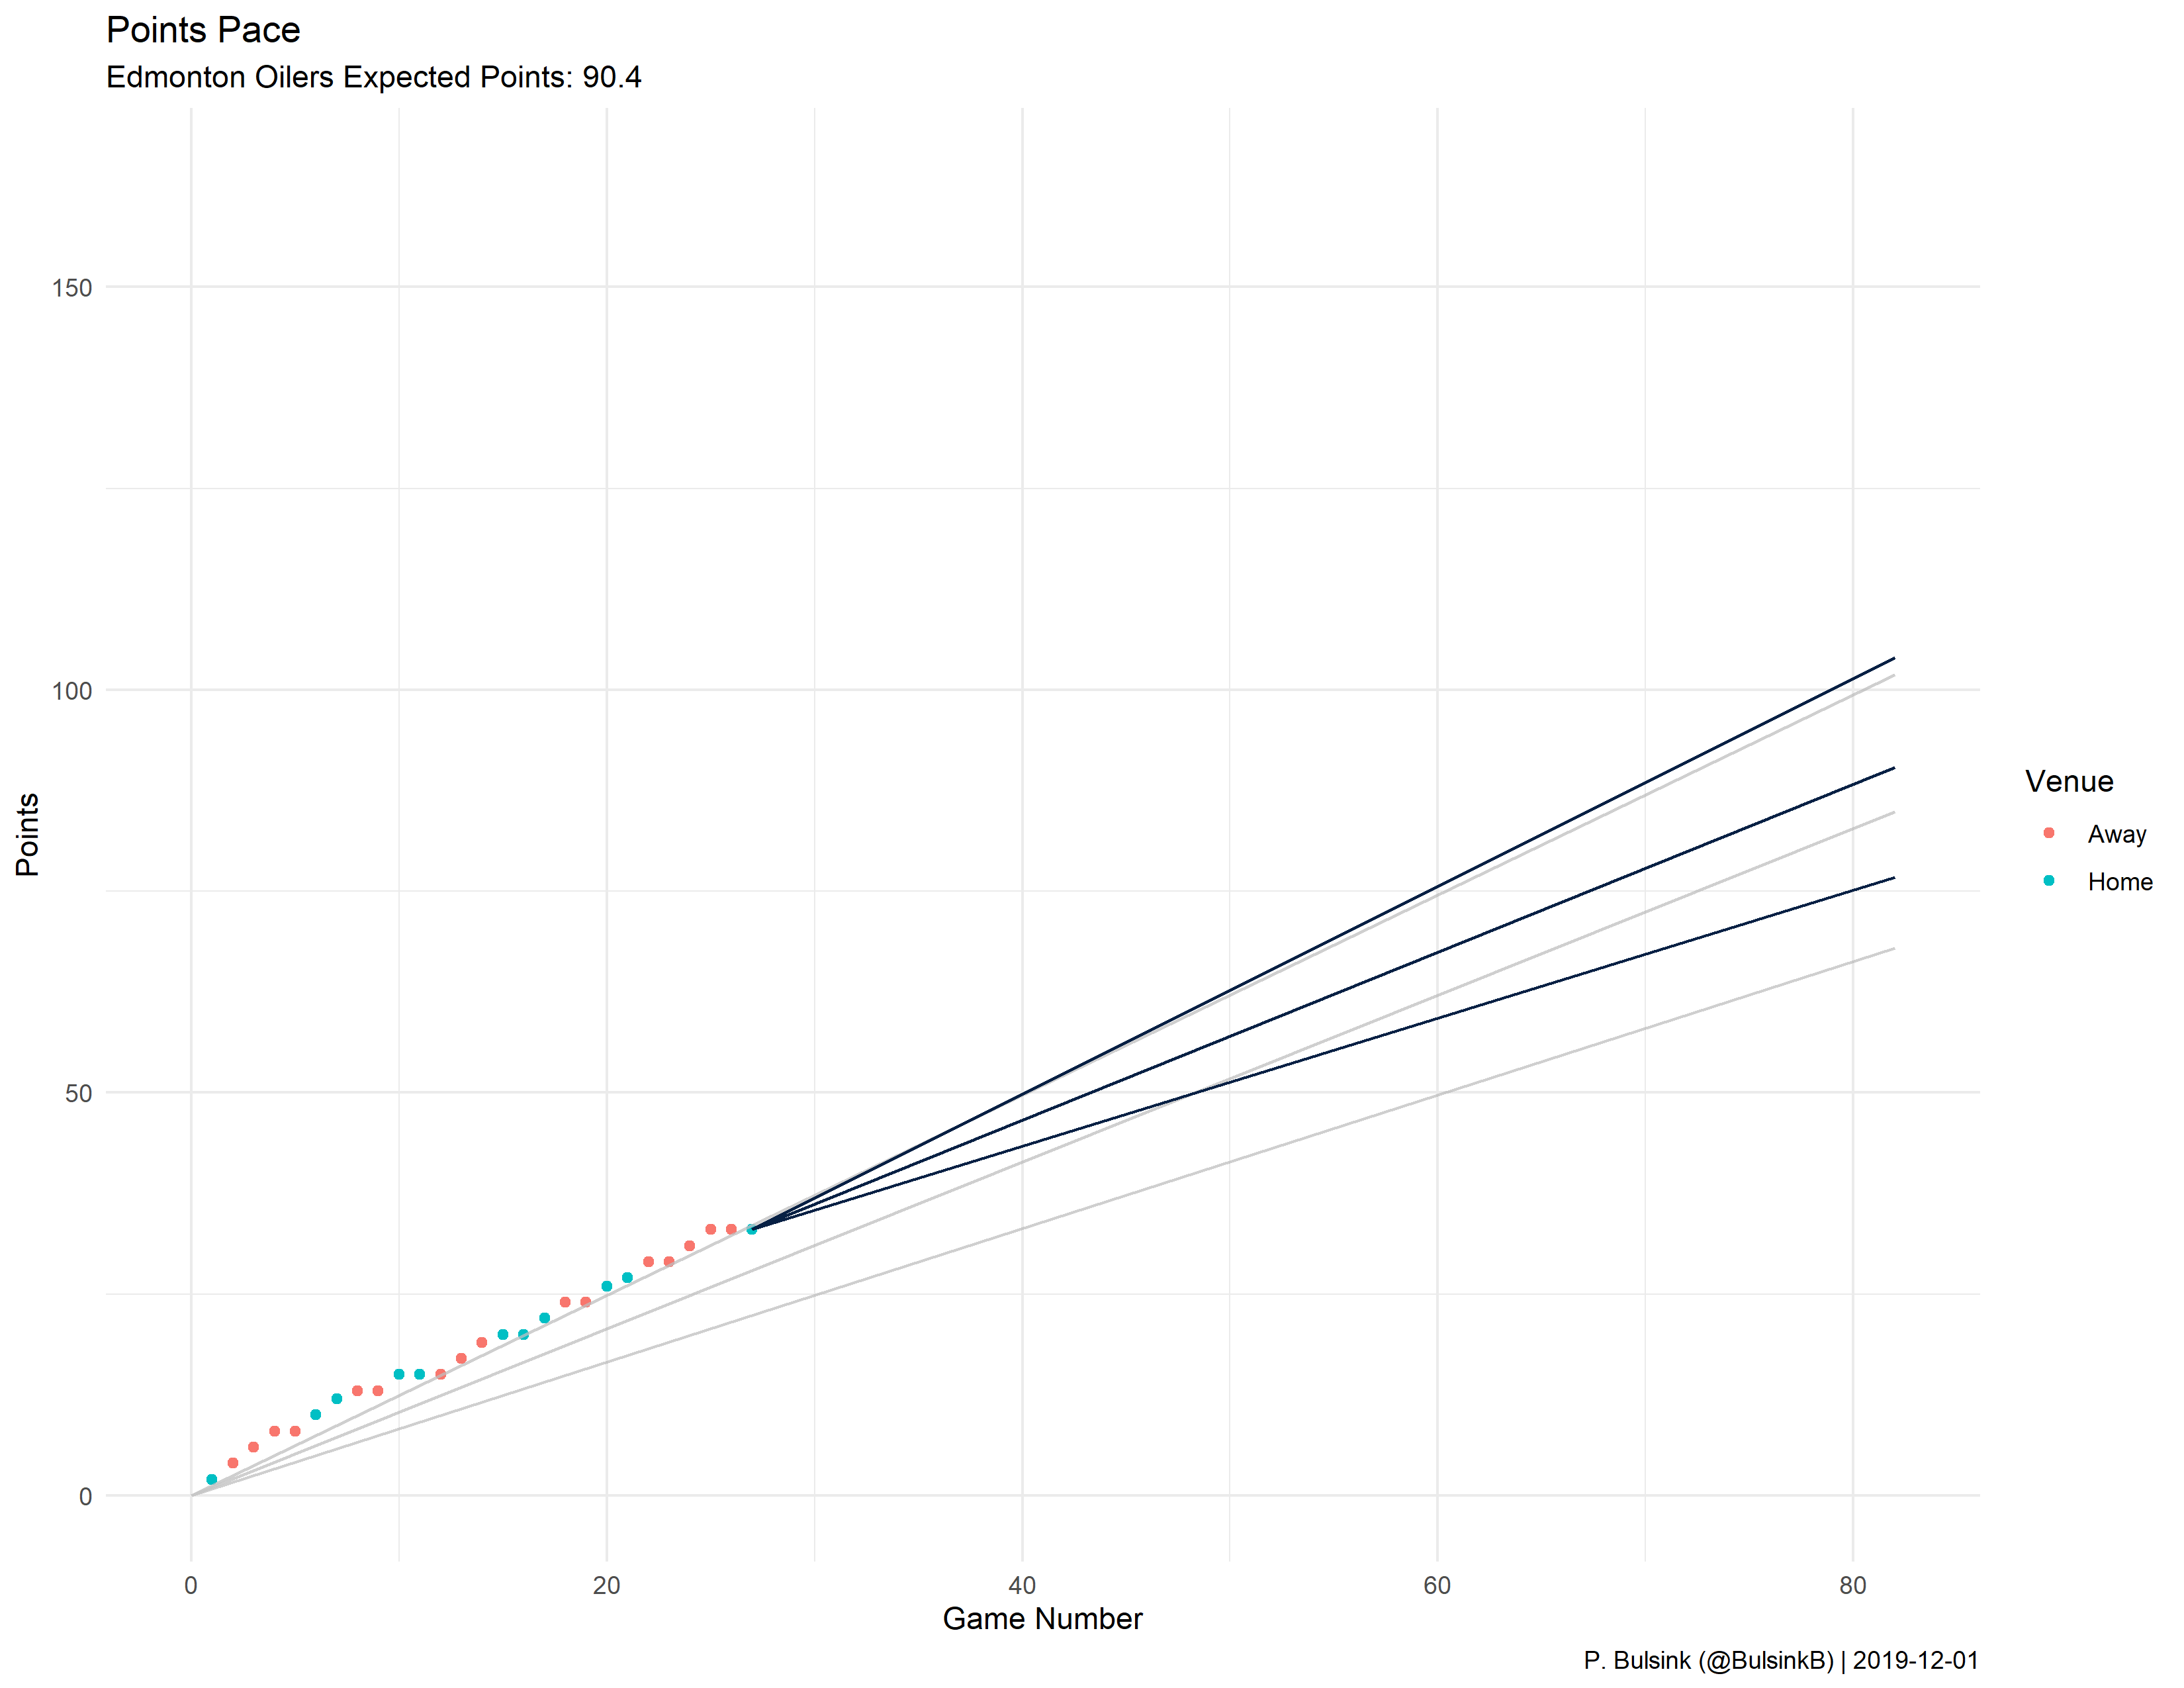 Points Pace
Edmonton Oilers Expected Points: 90.4
150
100
50
0
Points
0 20 40 60 80
Game Number
Venue
Away
Home
P. Bulsink (@BulsinkB) | 2019-12-01